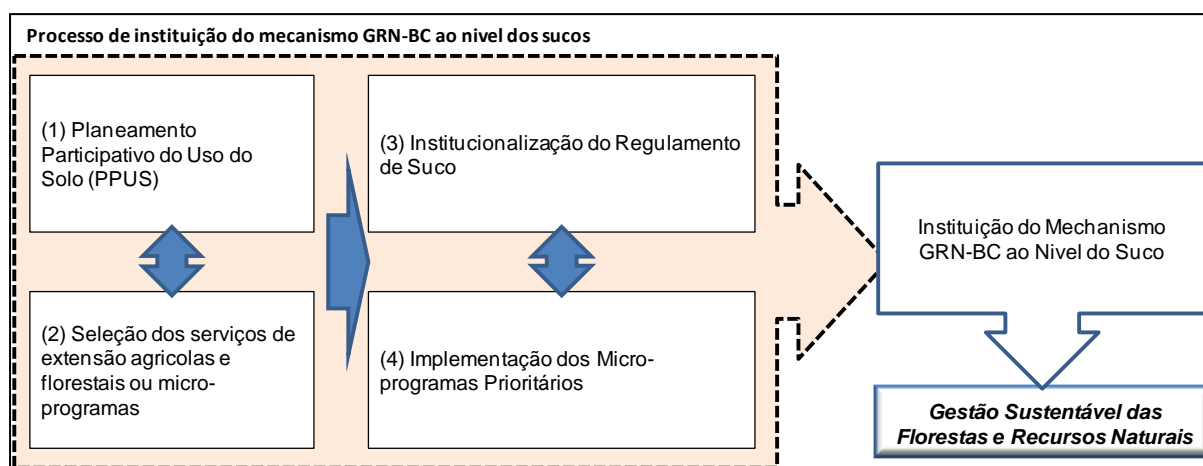 Processo de instituição do mecanismo GRN-BC ao nivel dos sucos
(1) Planeamento
Participativo do Uso do
Solo (PPUS)
(2) Seleção dos serviços de
extensão agricolas e
florestais ou micro-
programas
(3) Institucionalização do Regulamento
de Suco
(4) Implementação dos Micro-
programas Prioritários
Instituição do Mechanismo
GRN-BC ao Nivel do Suco
Gestão Sustentável das
Florestas e Recursos Naturais